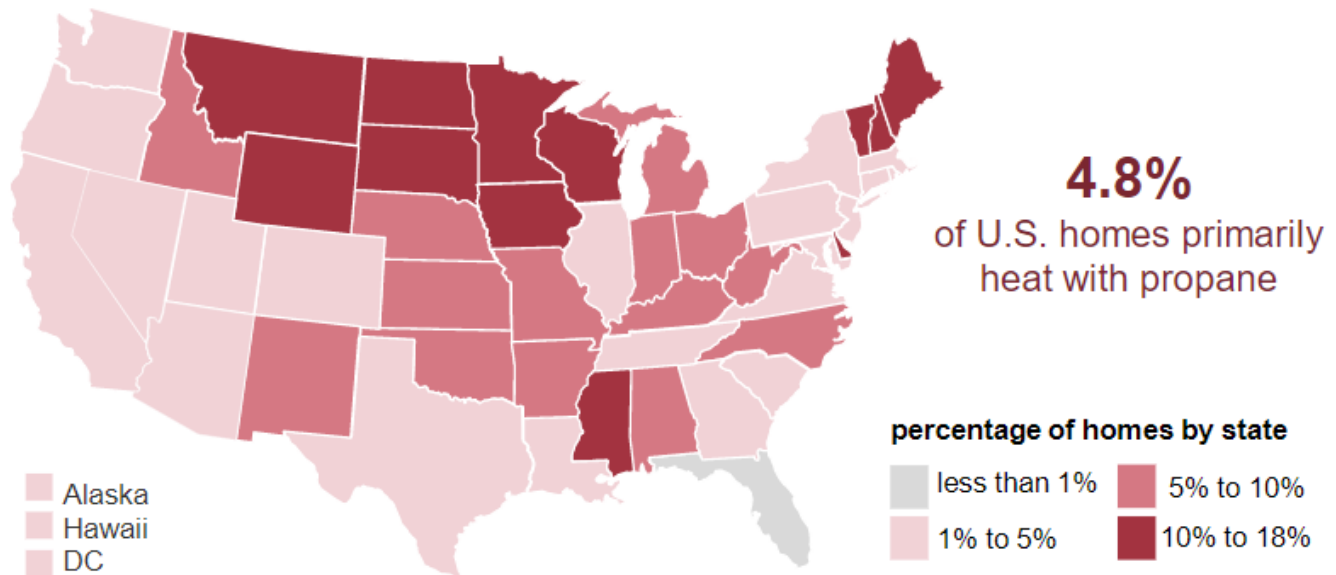 4.8%
of U.S. homes primarily
heat with propane
percentage of homes by state
less than 1%
5% to 10%
1% to 5%
10% to 18%
Alaska
Hawaii
DC